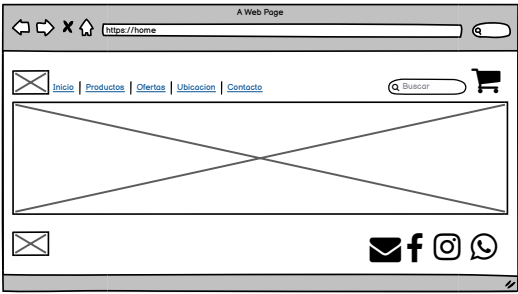 A Web Page
https://home
Inicio Productos Ofertas Ubicacion Contacto Buscar